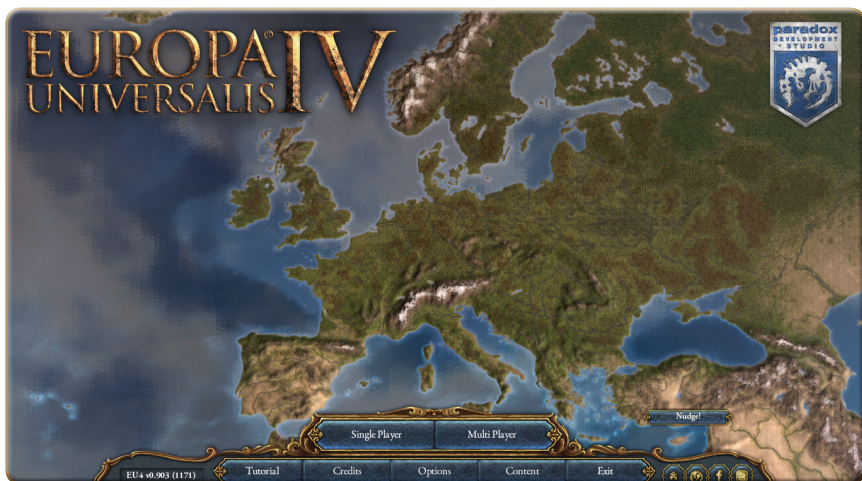 EUROPA
UNIVERSALIS IV
paradox
DEVELOPMENT
STUDIO
Nudge!
Single Player
Multi Player
EU4 v0.903 (1171)
Tutorial
Credits
Options
Content
Exit